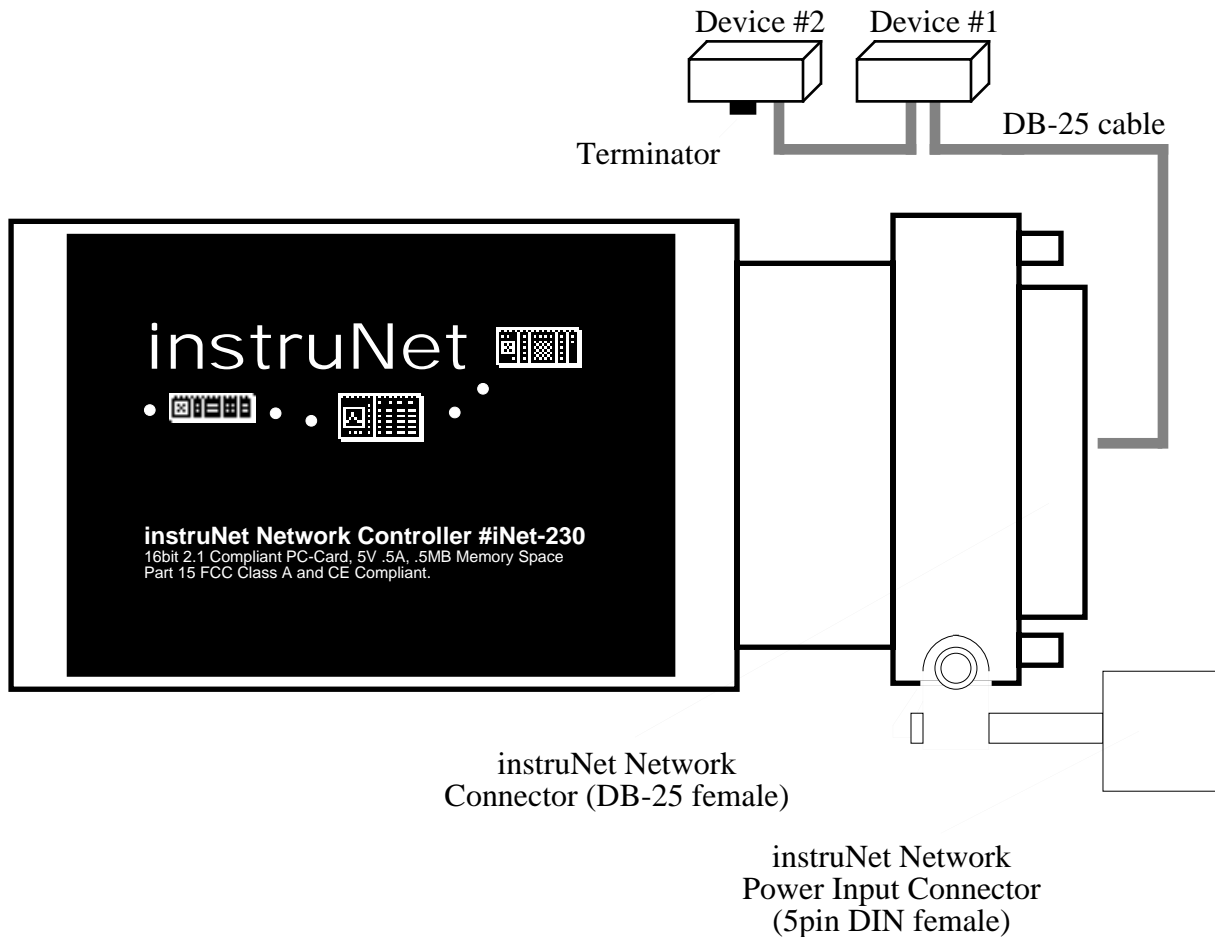 Device #2
Device #1
DB-25 cable
Terminator
instruNet
instruNet Network Controller #iNet-230
16bit 2.1 Compliant PC-Card, 5V .5A, .5MB Memory Space
Part 15 FCC Class A and CE Compliant.
instruNet Network
Connector (DB-25 female)
instruNet Network
Power Input Connector
(5pin DIN female)